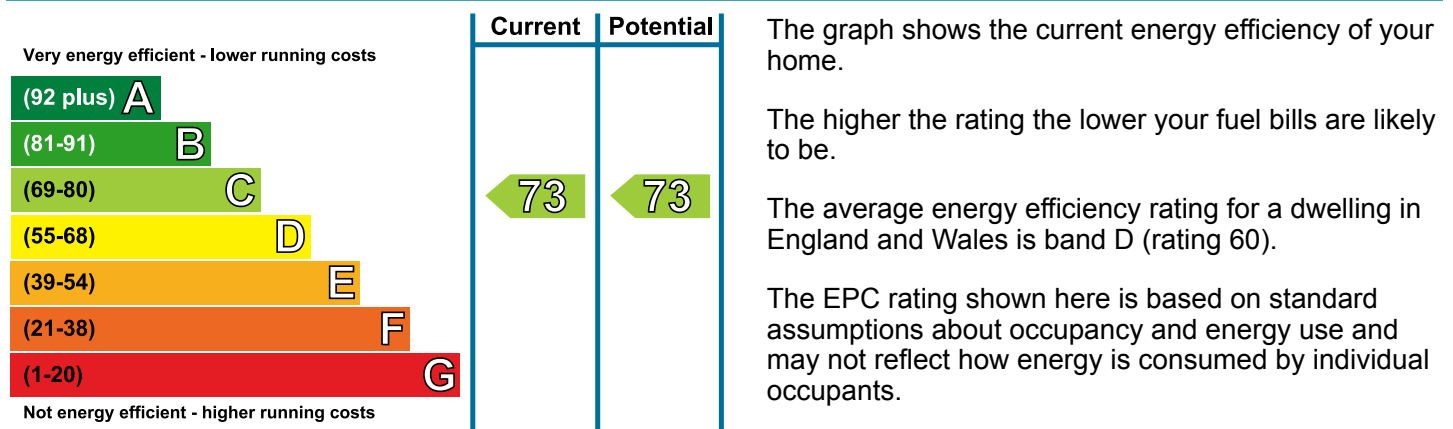 Current Potential
Very energy efficient - lower running costs
(92 plus) A
(81-91) B
(69-80) C
73 73
(55-68) D
(39-54) E
(21-38) F
(1-20) G
Not energy efficient - higher running costs
The graph shows the current energy efficiency of your
home.
The higher the rating the lower your fuel bills are likely
to be.
The average energy efficiency rating for a dwelling in
England and Wales is band D (rating 60).
The EPC rating shown here is based on standard
assumptions about occupancy and energy use and
may not reflect how energy is consumed by individual
occupants.